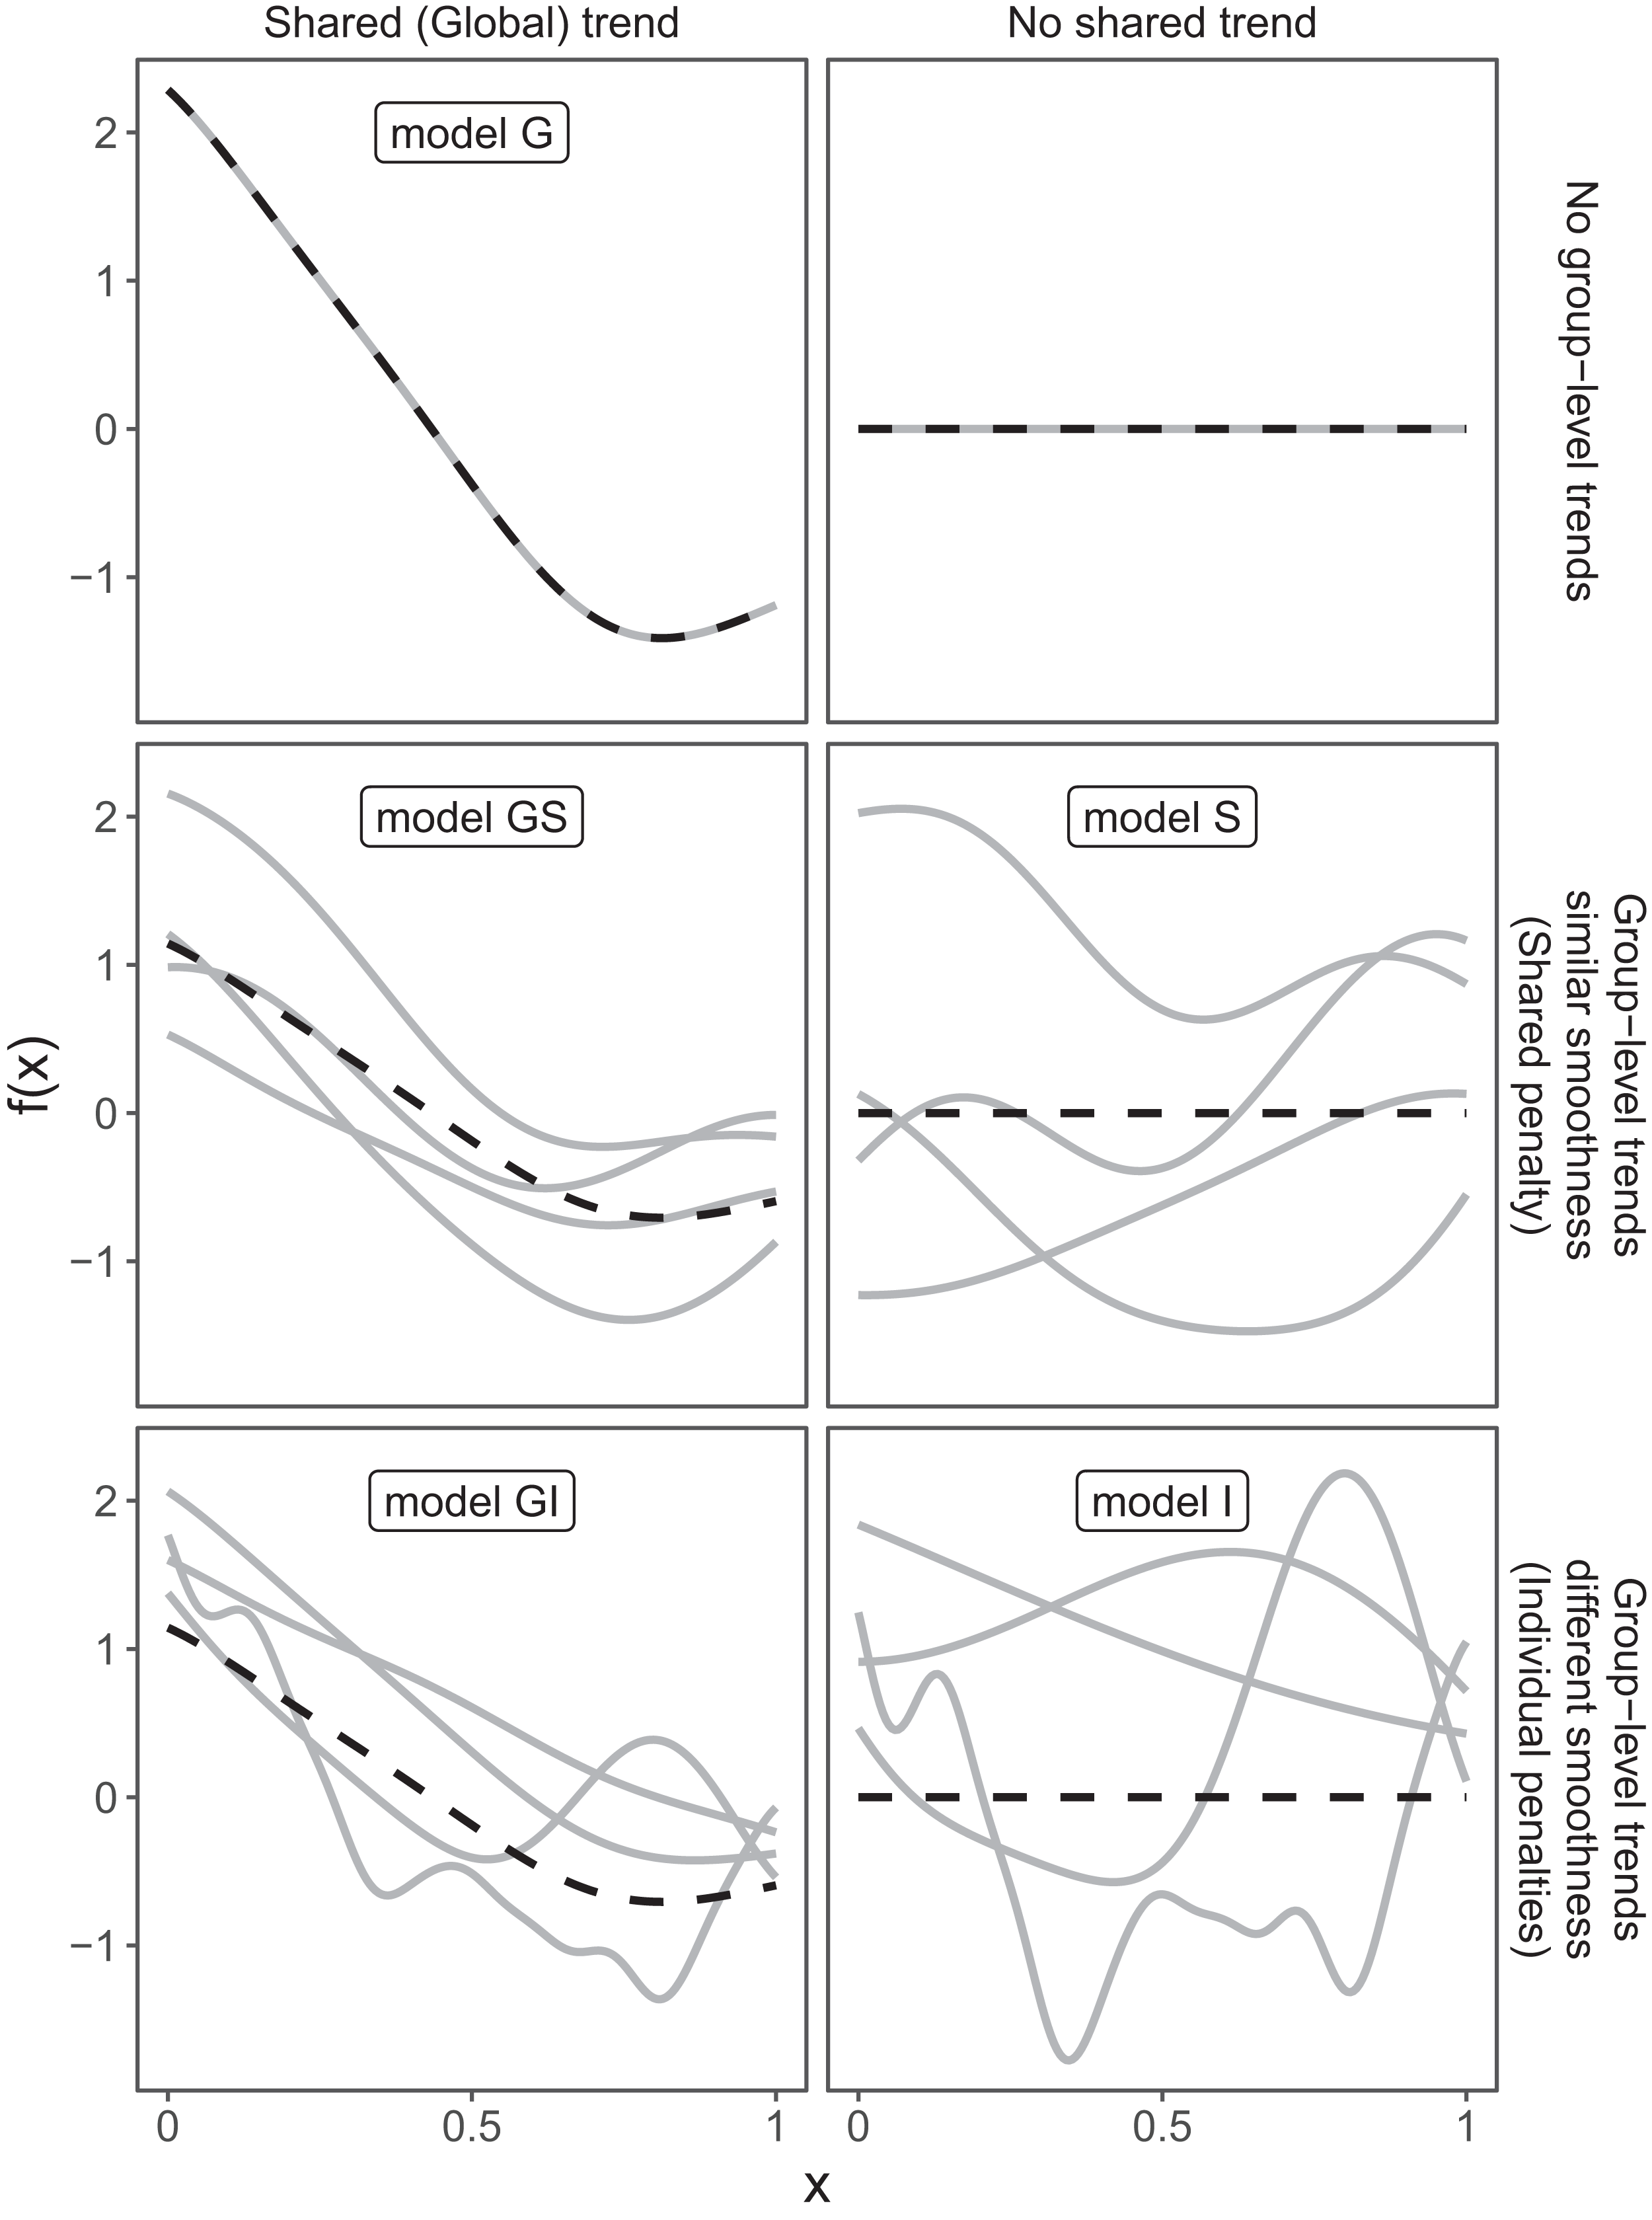 Shared (Global) trend
No shared trend
model G
2
1
0
−1
No group−level trends
model GS
model S
2
1
0
−1
Group−level trends
similar smoothness
(Shared penalty)
f(x)
model GI
model I
2
1
0
−1
Group−level trends
different smoothness
(Individual penalties)
0
0.5
1
0
0.5
1
x